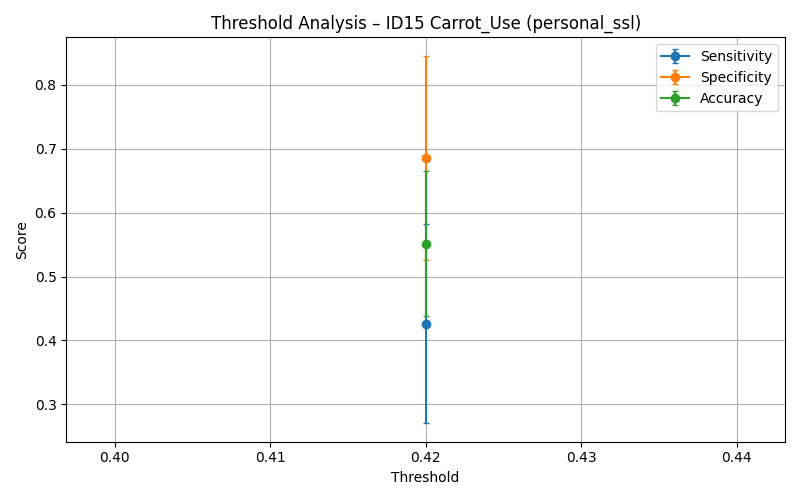 Threshold Analysis – ID15 Carrot_Use (personal_ssl)
Sensitivity
Specificity
Accuracy
0.8
0.7
0.6
0.5
0.4
0.3
Score
0.40 0.41 0.42 0.43 0.44
Threshold